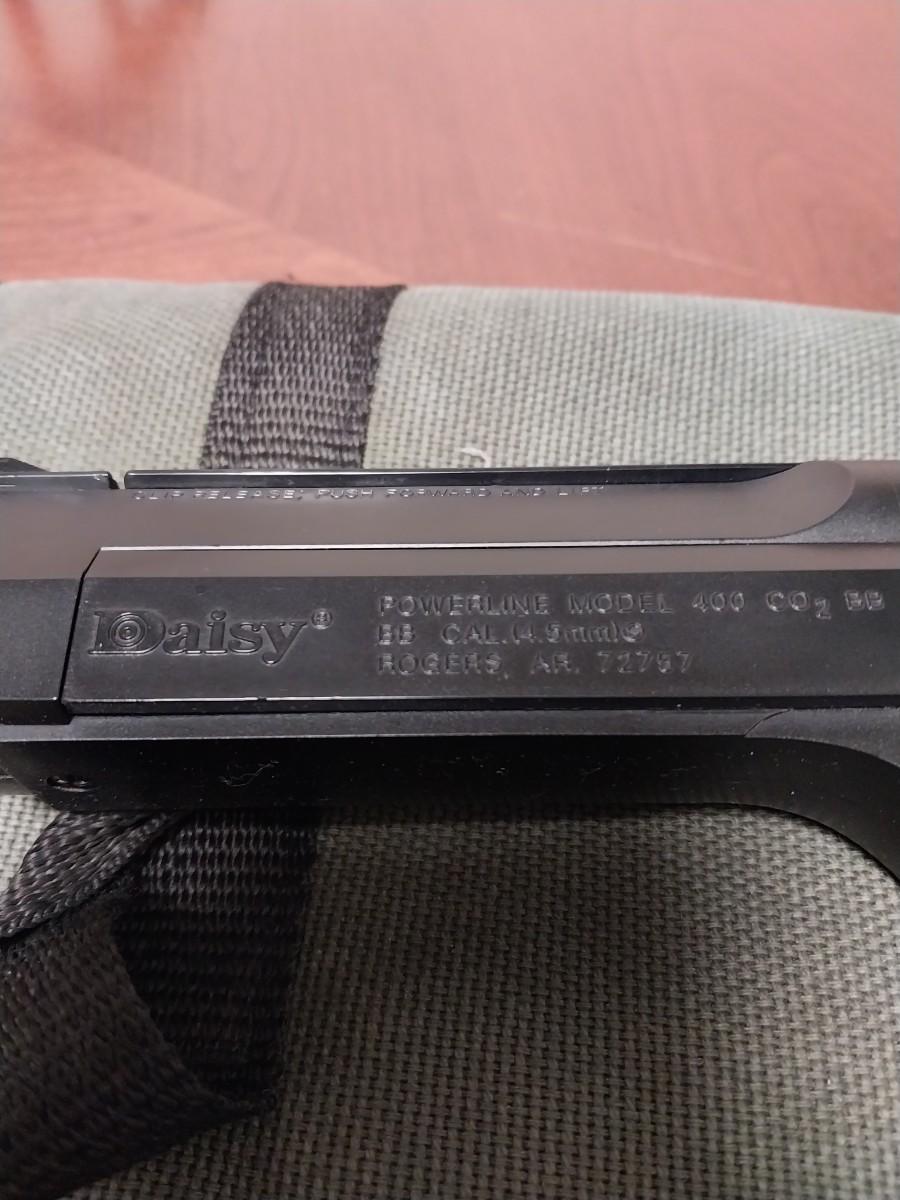 CLIP RELEASE; PUSH FORWARD AND LIFT
Daisy®
POWERLINE MODEL 400 CO2 BB
BB CAL.(4.5mm)
ROGERS, AR. 72757